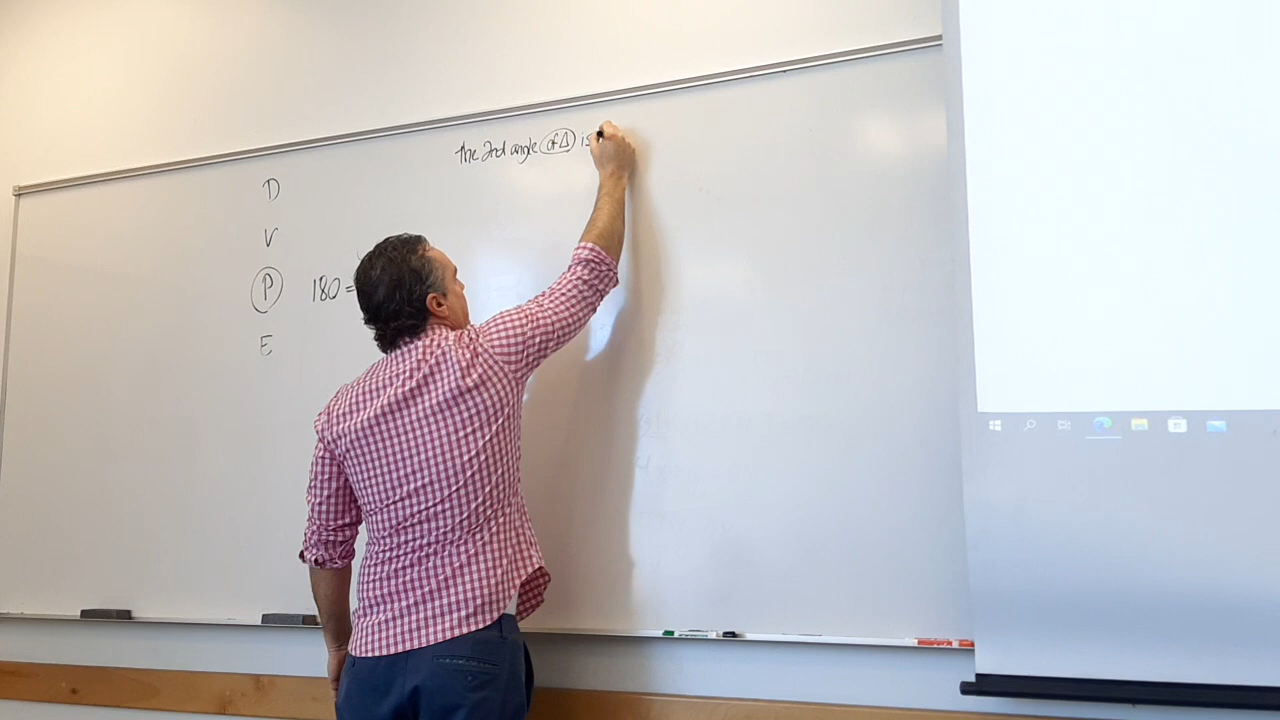 the 2nd angle of Δ is
D
V
P 180 =
E